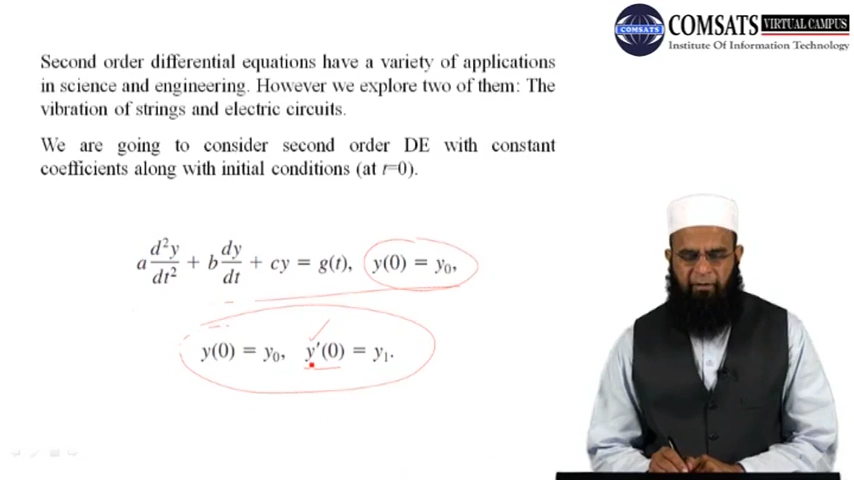 COMSATS VIRTUAL CAMPUS
COMSATS
Institute Of Information Technology
Second order differential equations have a variety of applications
in science and engineering. However we explore two of them: The
vibration of strings and electric circuits.
We are going to consider second order DE with constant
coefficients along with initial conditions (at t=0).
a d²y/dt² + b dy/dt + cy = g(t), y(0) = y₀,
y(0) = y₀, y′(0) = y₁.